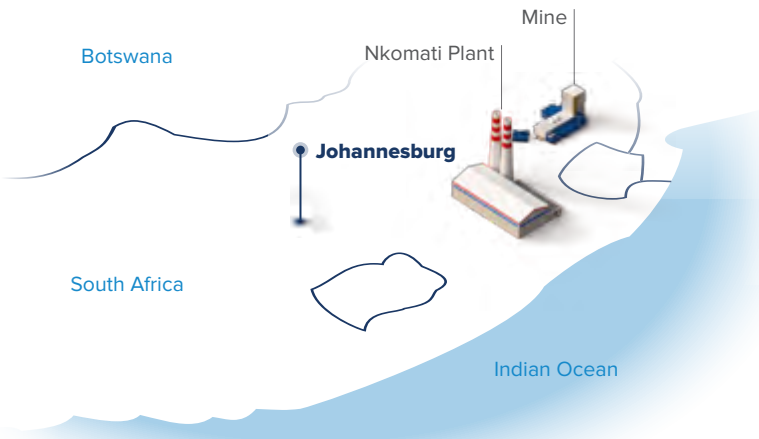 Mine
Botswana
Nkomati Plant
Johannesburg
South Africa
Indian Ocean